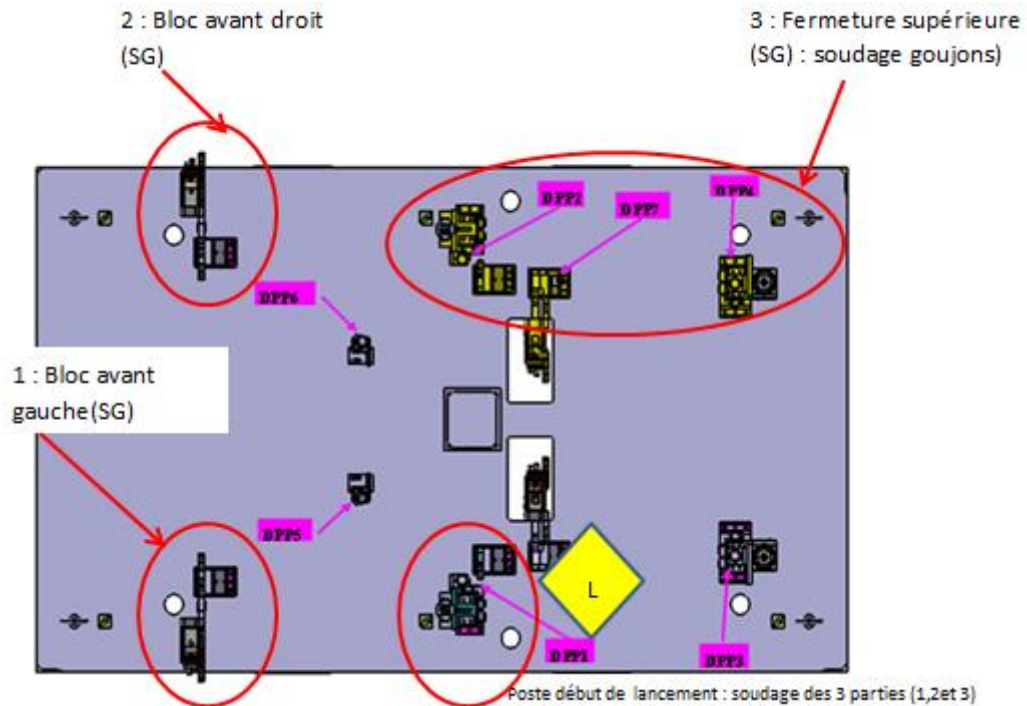 2 : Bloc avant droit
(SG)
3 : Fermeture supérieure
(SG) : soudage goujons)
DPP2
DPP7
DPP4
DPP6
1 : Bloc avant
gauche(SG)
DPP5
L
DPP1
DPP3
Poste début de lancement : soudage des 3 parties (1,2et 3)